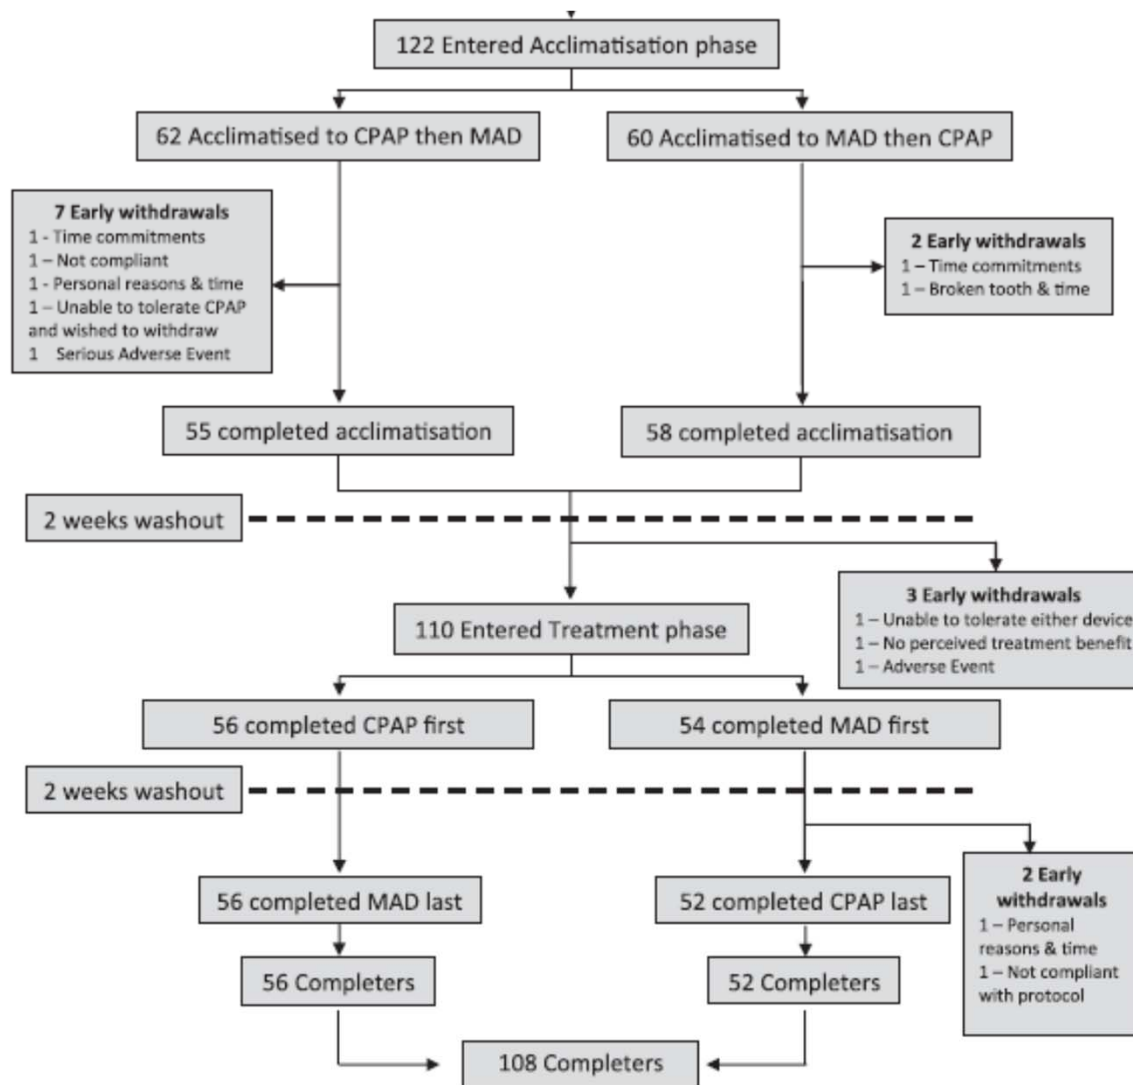 122 Entered Acclimatisation phase
62 Acclimatised to CPAP then MAD
60 Acclimatised to MAD then CPAP
7 Early withdrawals
1 - Time commitments
1 – Not compliant
1 - Personal reasons & time
1 – Unable to tolerate CPAP
and wished to withdraw
1 Serious Adverse Event
2 Early withdrawals
1 – Time commitments
1 – Broken tooth & time
55 completed acclimatisation
58 completed acclimatisation
2 weeks washout
3 Early withdrawals
1 – Unable to tolerate either device
1 – No perceived treatment benefit
1 – Adverse Event
110 Entered Treatment phase
56 completed CPAP first
54 completed MAD first
2 weeks washout
2 Early
withdrawals
1 – Personal
reasons & time
1 – Not compliant
with protocol
56 completed MAD last
52 completed CPAP last
56 Completers
52 Completers
108 Completers